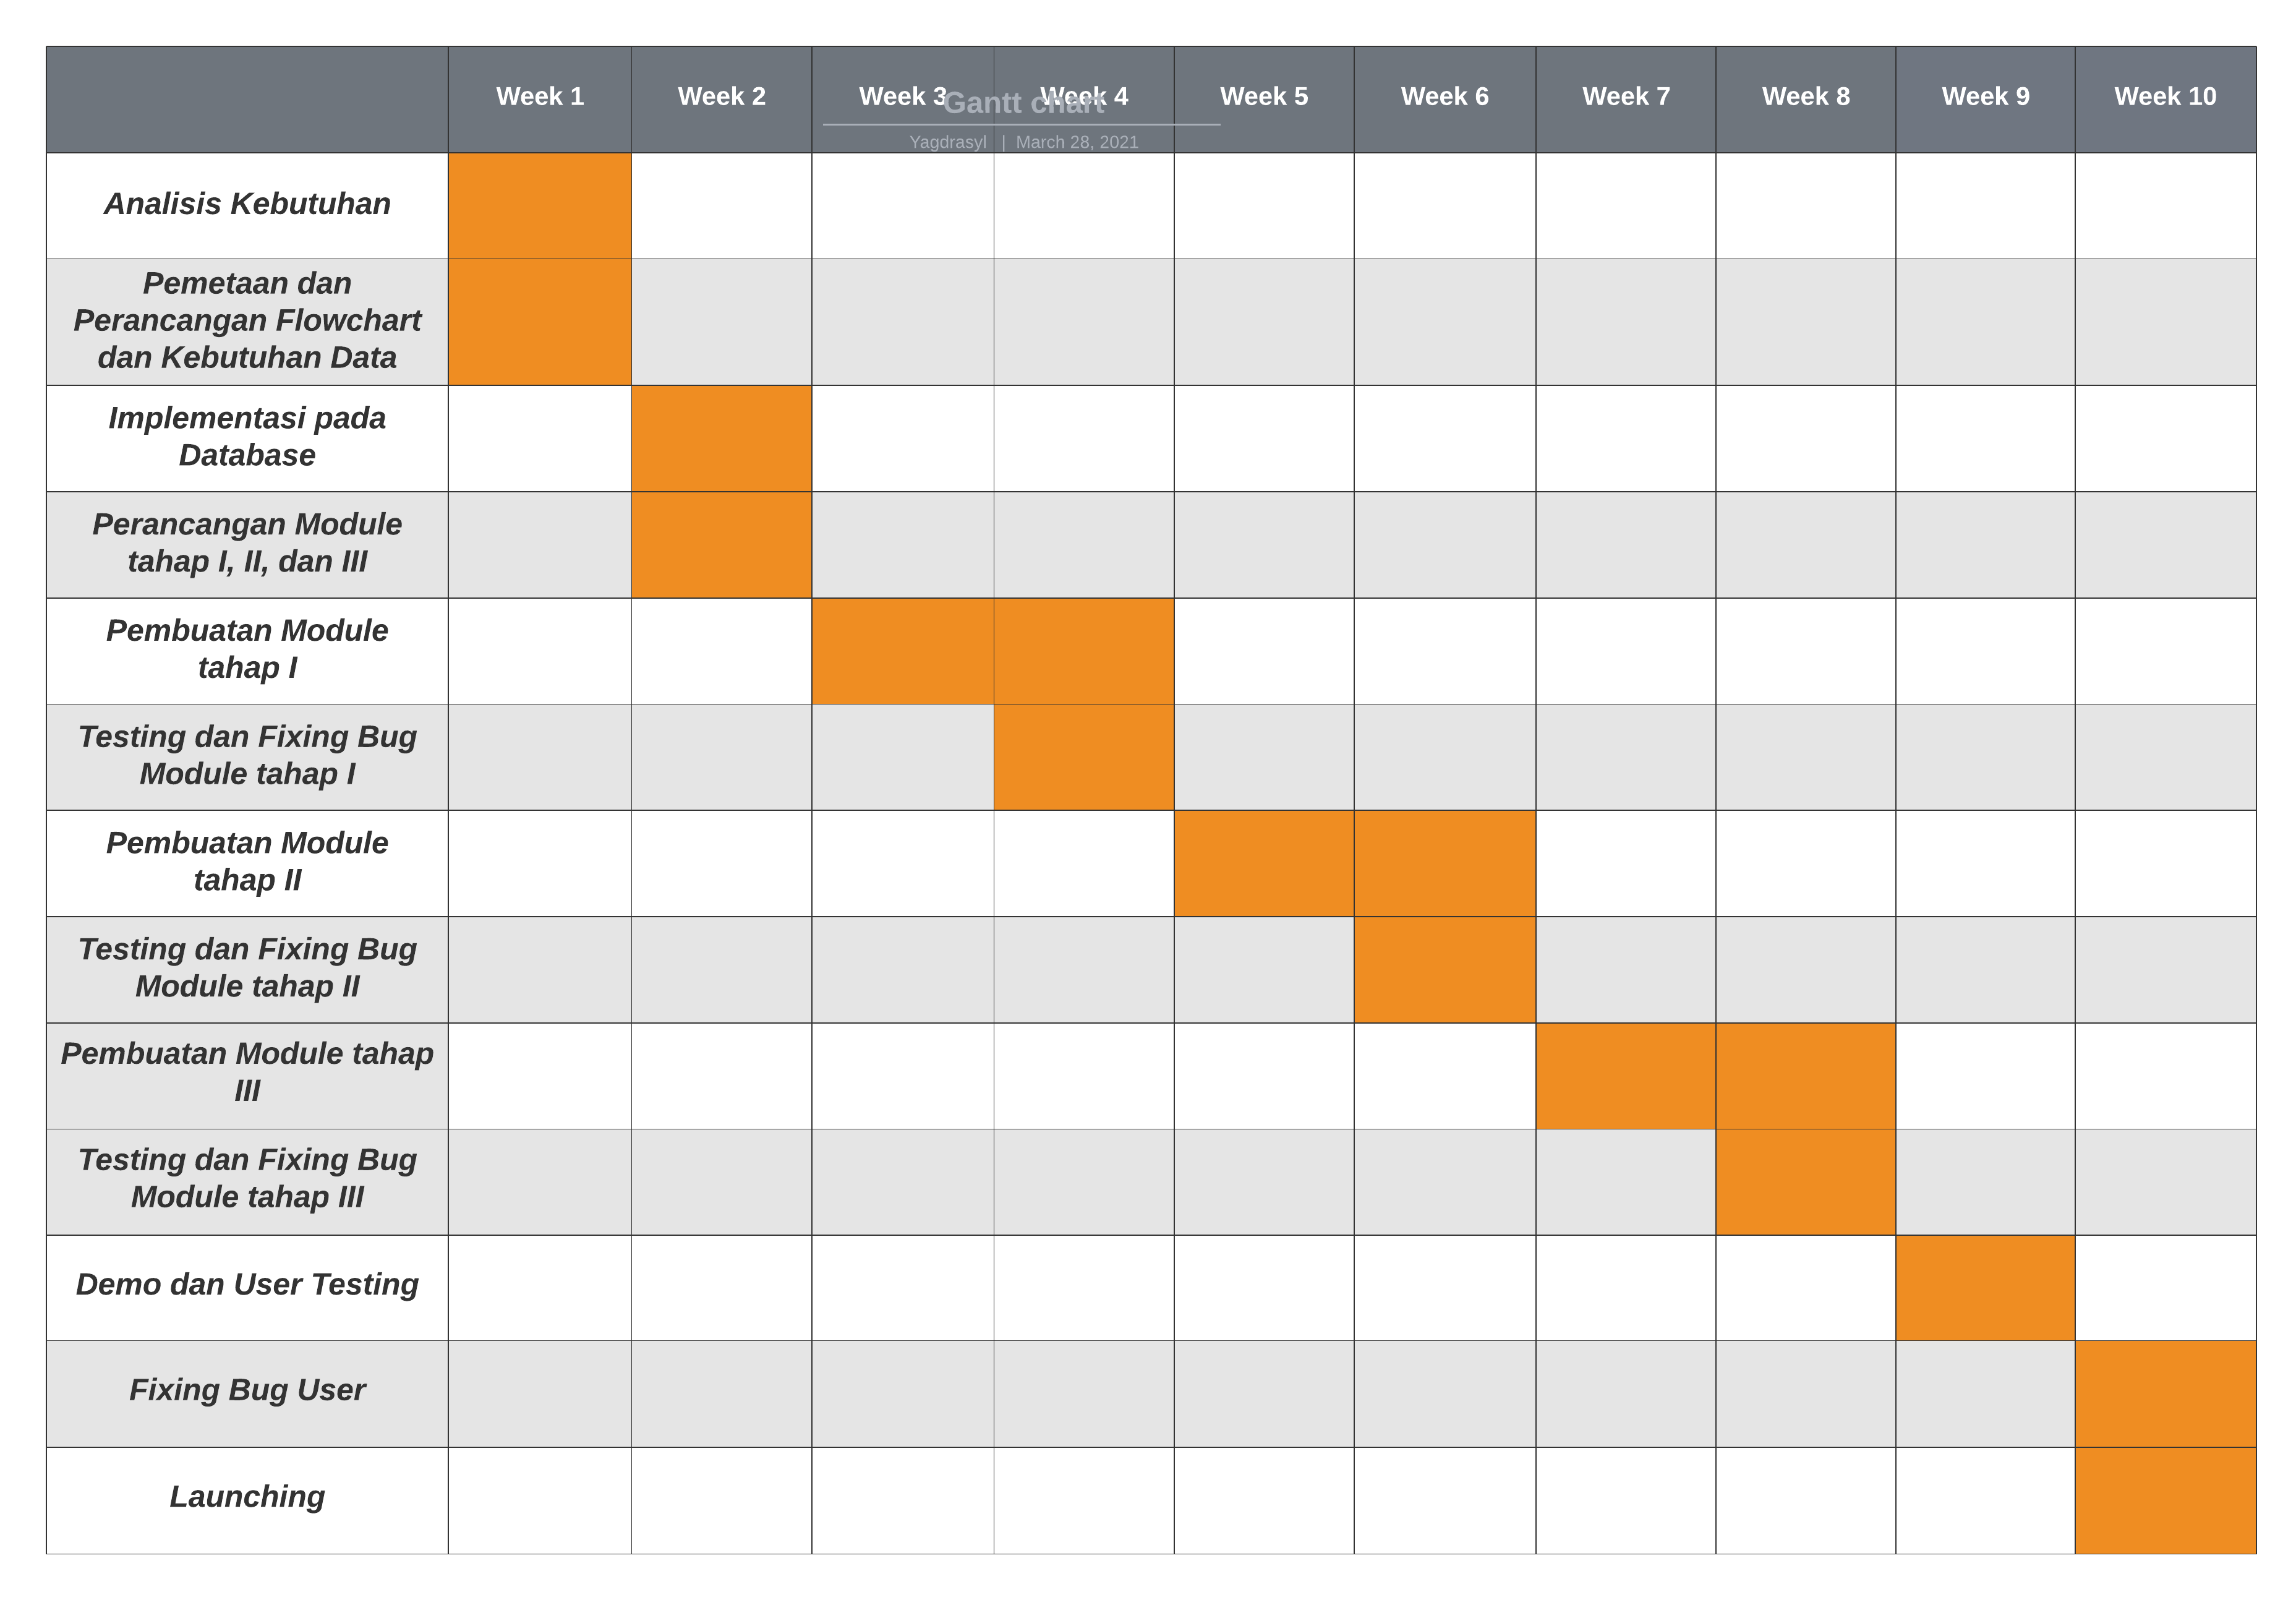 Week 1 Week 2 Week 3 Week 4 Week 5 Week 6 Week 7 Week 8 Week 9 Week 10
Gantt chart
Yagdrasyl | March 28, 2021
Analisis Kebutuhan
Pemetaan dan
Perancangan Flowchart
dan Kebutuhan Data
Implementasi pada
Database
Perancangan Module
tahap I, II, dan III
Pembuatan Module
tahap I
Testing dan Fixing Bug
Module tahap I
Pembuatan Module
tahap II
Testing dan Fixing Bug
Module tahap II
Pembuatan Module tahap
III
Testing dan Fixing Bug
Module tahap III
Demo dan User Testing
Fixing Bug User
Launching